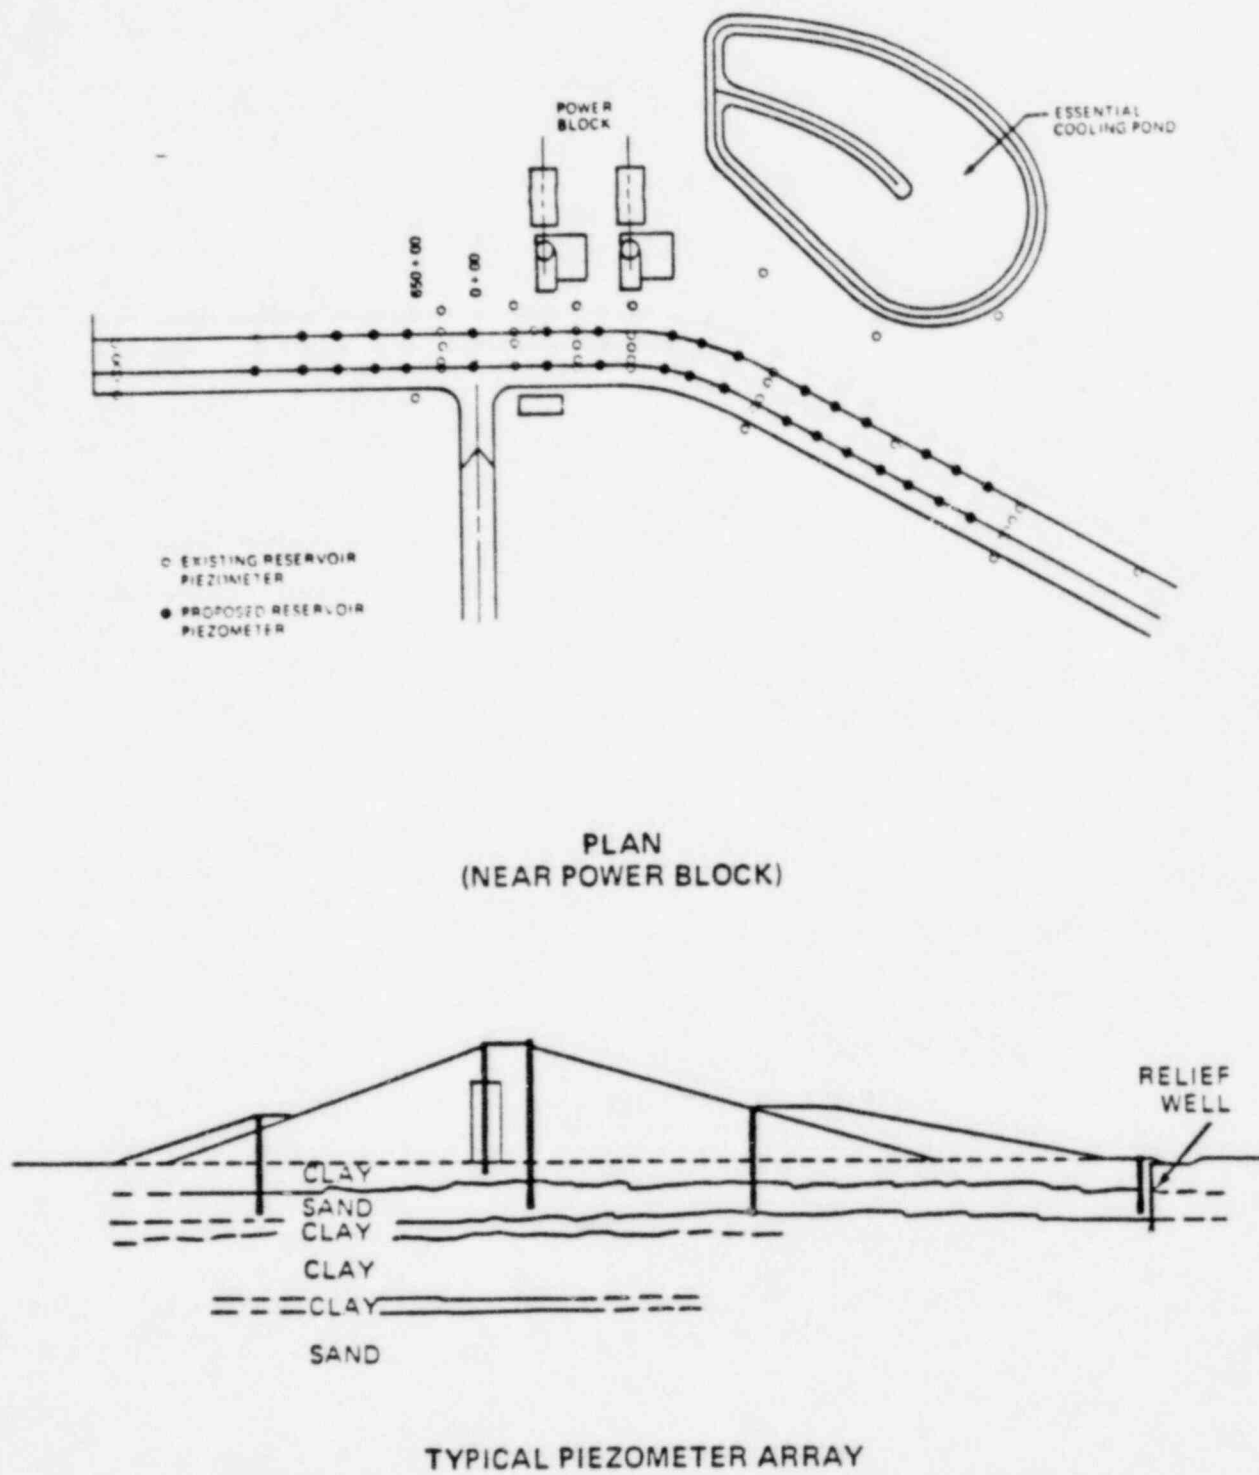 POWER
BLOCK
ESSENTIAL
COOLING POND
650 + 00
0 + 00
EXISTING RESERVOIR
PIEZOMETER
PROPOSED RESERVOIR
PIEZOMETER
PLAN
(NEAR POWER BLOCK)
RELIEF
WELL
CLAY
SAND
CLAY
CLAY
CLAY
SAND
TYPICAL PIEZOMETER ARRAY